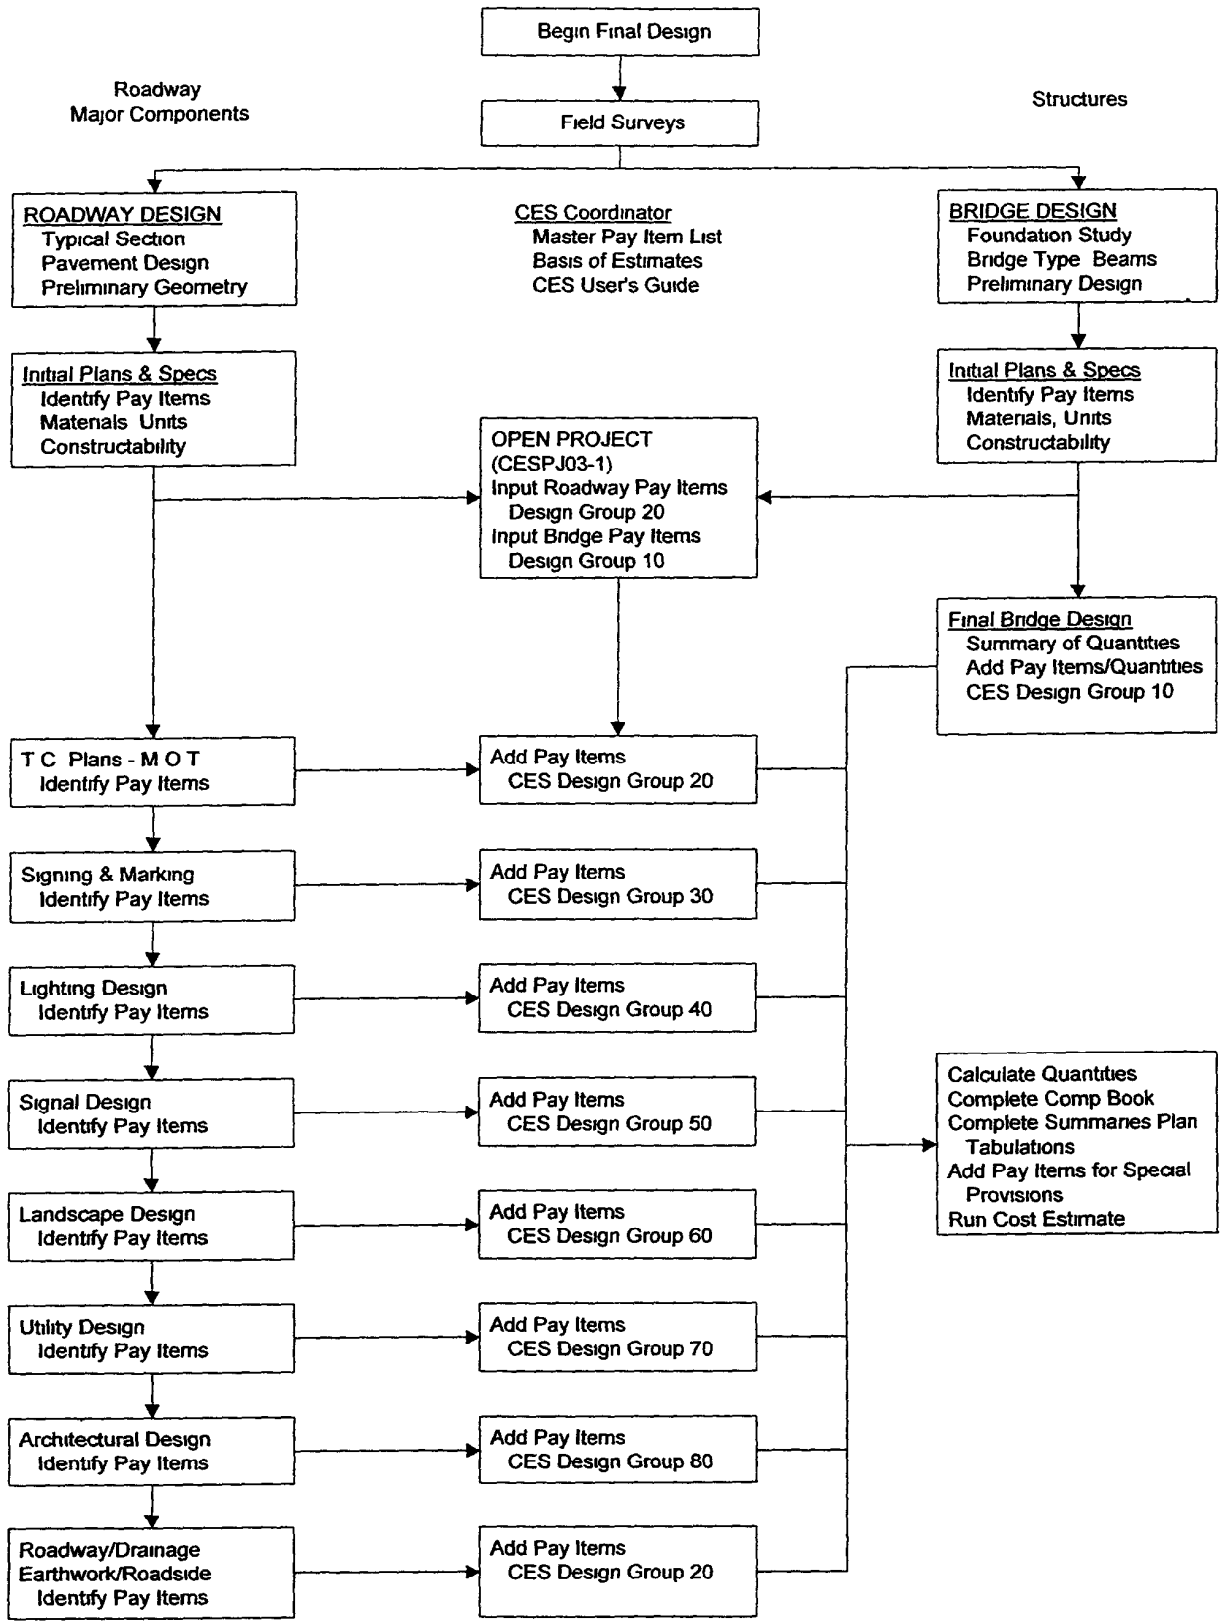 Begin Final Design
Roadway
Major Components
Structures
Field Surveys
ROADWAY DESIGN
Typical Section
Pavement Design
Preliminary Geometry
CES Coordinator
Master Pay Item List
Basis of Estimates
CES User's Guide
BRIDGE DESIGN
Foundation Study
Bridge Type Beams
Preliminary Design
Initial Plans & Specs
Identify Pay Items
Materials Units
Constructability
OPEN PROJECT
(CESPJ03-1)
Input Roadway Pay Items
Design Group 20
Input Bridge Pay Items
Design Group 10
Initial Plans & Specs
Identify Pay Items
Materials, Units
Constructability
Final Bridge Design
Summary of Quantities
Add Pay Items/Quantities
CES Design Group 10
T C Plans - M O T
Identify Pay Items
Add Pay Items
CES Design Group 20
Signing & Marking
Identify Pay Items
Add Pay Items
CES Design Group 30
Lighting Design
Identify Pay Items
Add Pay Items
CES Design Group 40
Signal Design
Identify Pay Items
Add Pay Items
CES Design Group 50
Calculate Quantities
Complete Comp Book
Complete Summaries Plan
Tabulations
Add Pay Items for Special
Provisions
Run Cost Estimate
Landscape Design
Identify Pay Items
Add Pay Items
CES Design Group 60
Utility Design
Identify Pay Items
Add Pay Items
CES Design Group 70
Architectural Design
Identify Pay Items
Add Pay Items
CES Design Group 80
Roadway/Drainage
Earthwork/Roadside
Identify Pay Items
Add Pay Items
CES Design Group 20